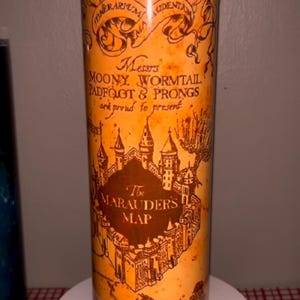 Messrs
MOONY WORMTAIL
PADFOOT & PRONGS
are proud to present
The
MARAUDER'S
MAP